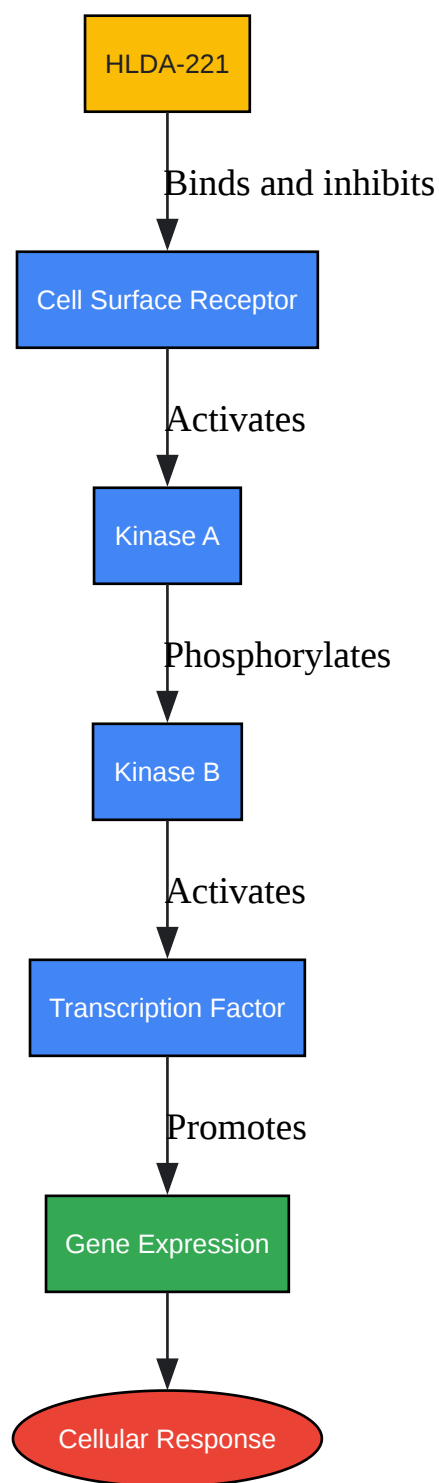 HLDA-221
Binds and inhibits
Cell Surface Receptor
Activates
Kinase A
Phosphorylates
Kinase B
Activates
Transcription Factor
Promotes
Gene Expression
Cellular Response